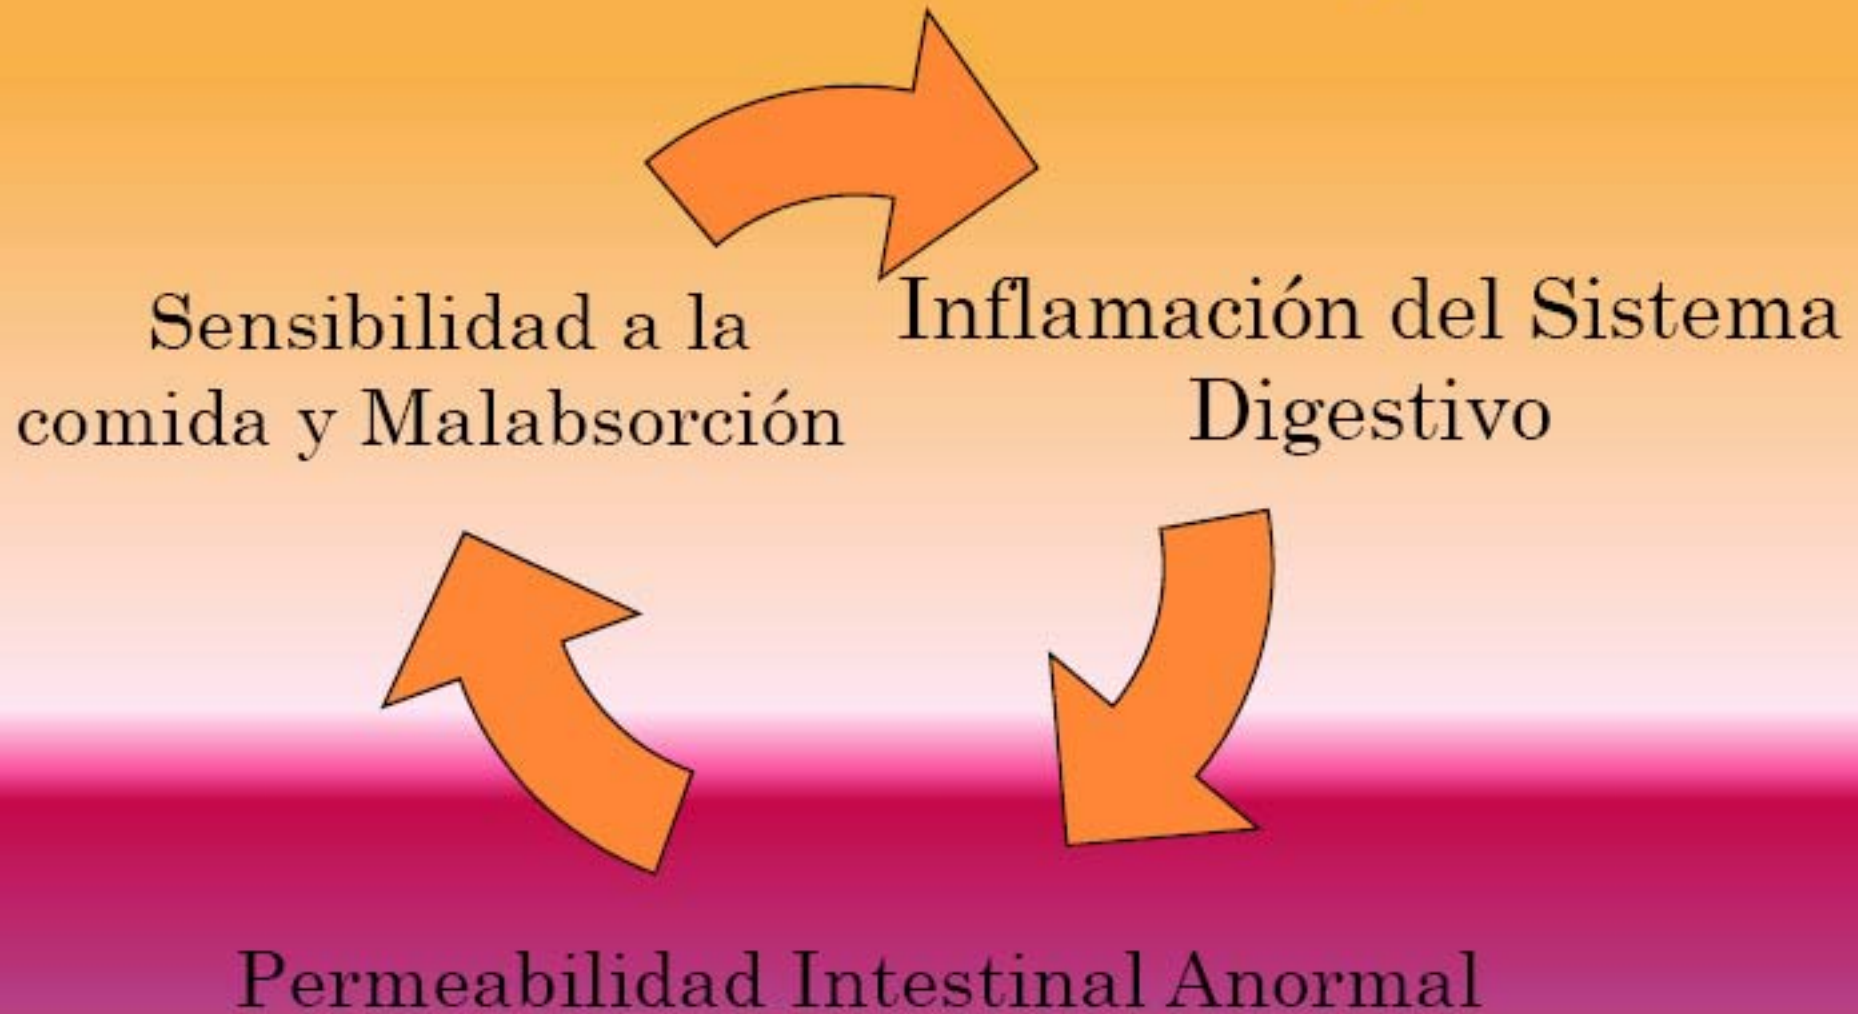 Sensibilidad a la
comida y Malabsorción
Inflamación del Sistema
Digestivo
Permeabilidad Intestinal Anormal